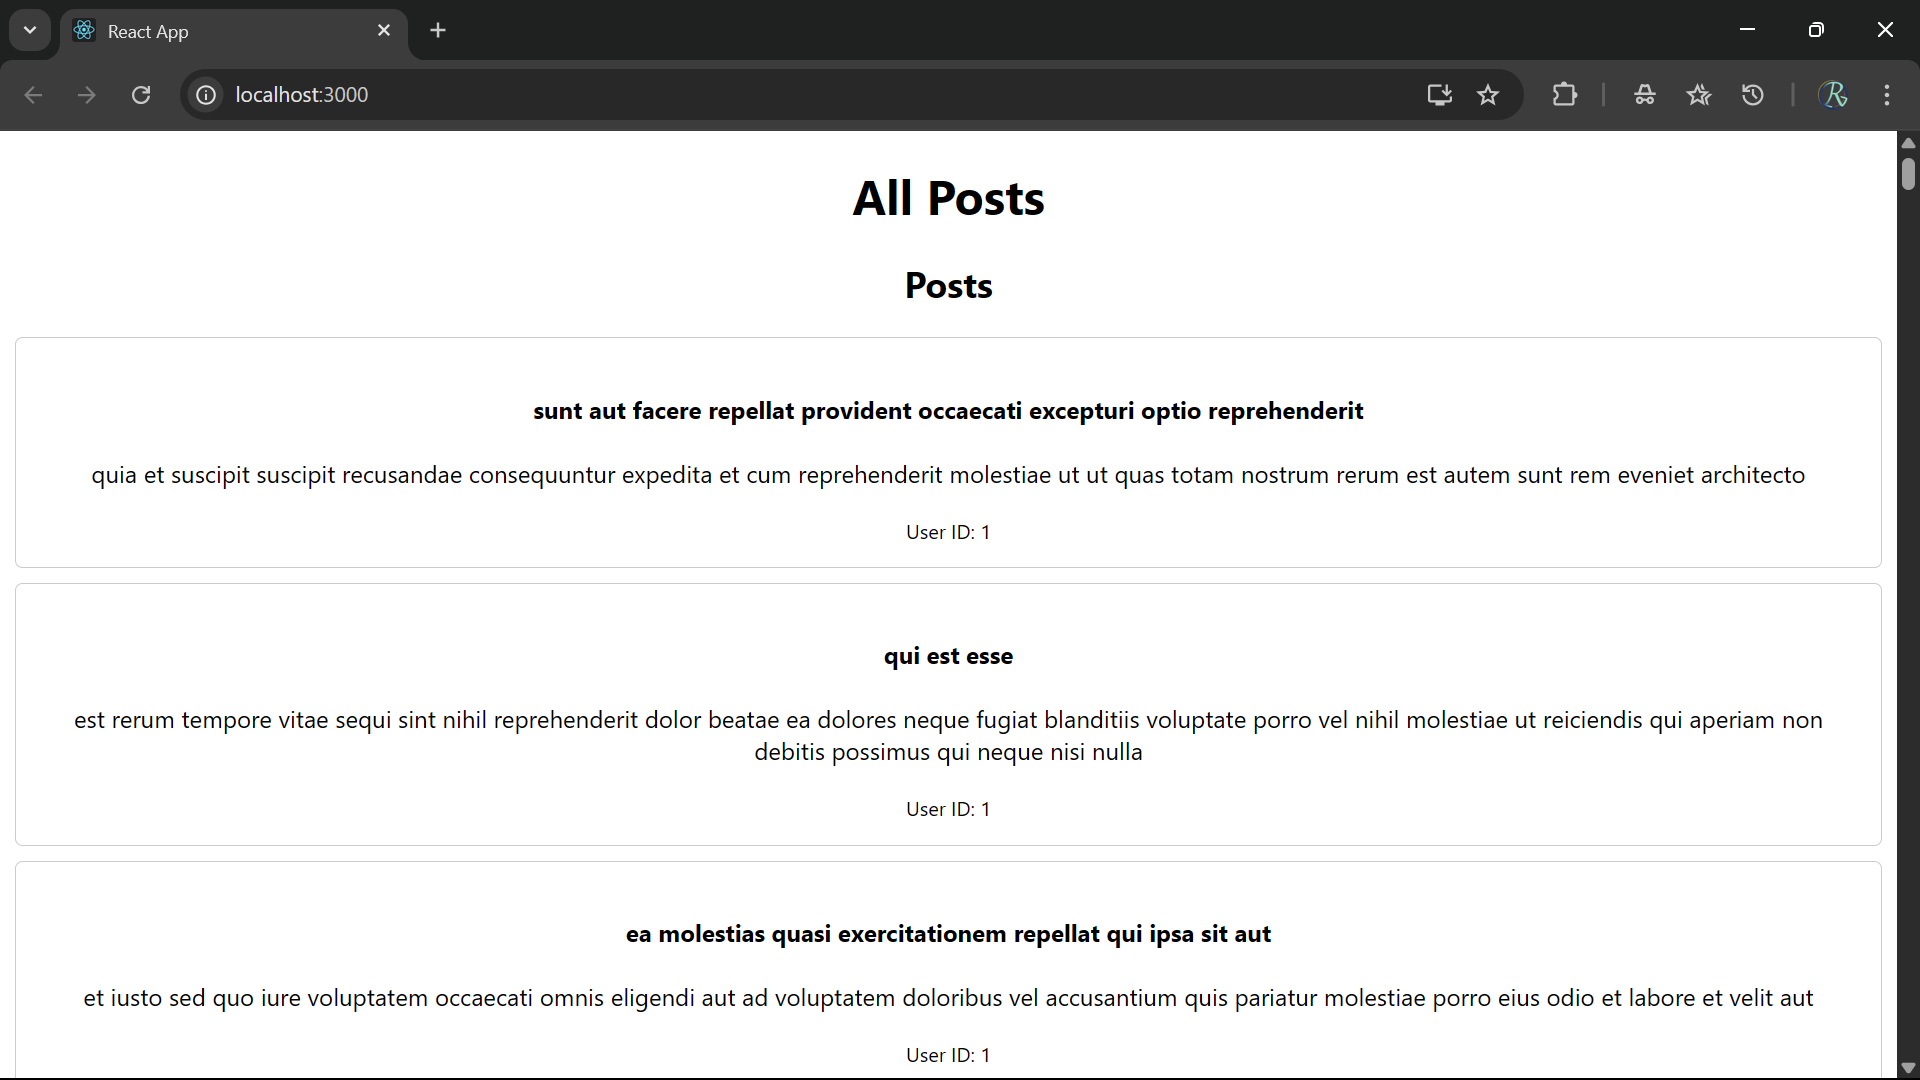 React App
localhost:3000
All Posts
Posts
sunt aut facere repellat provident occaecati excepturi optio reprehenderit
quia et suscipit suscipit recusandae consequuntur expedita et cum reprehenderit molestiae ut ut quas totam nostrum rerum est autem sunt rem eveniet architecto
User ID: 1
qui est esse
est rerum tempore vitae sequi sint nihil reprehenderit dolor beatae ea dolores neque fugiat blanditiis voluptate porro vel nihil molestiae ut reiciendis qui aperiam non
debitis possimus qui neque nisi nulla
User ID: 1
ea molestias quasi exercitationem repellat qui ipsa sit aut
et iusto sed quo iure voluptatem occaecati omnis eligendi aut ad voluptatem doloribus vel accusantium quis pariatur molestiae porro eius odio et labore et velit aut
User ID: 1